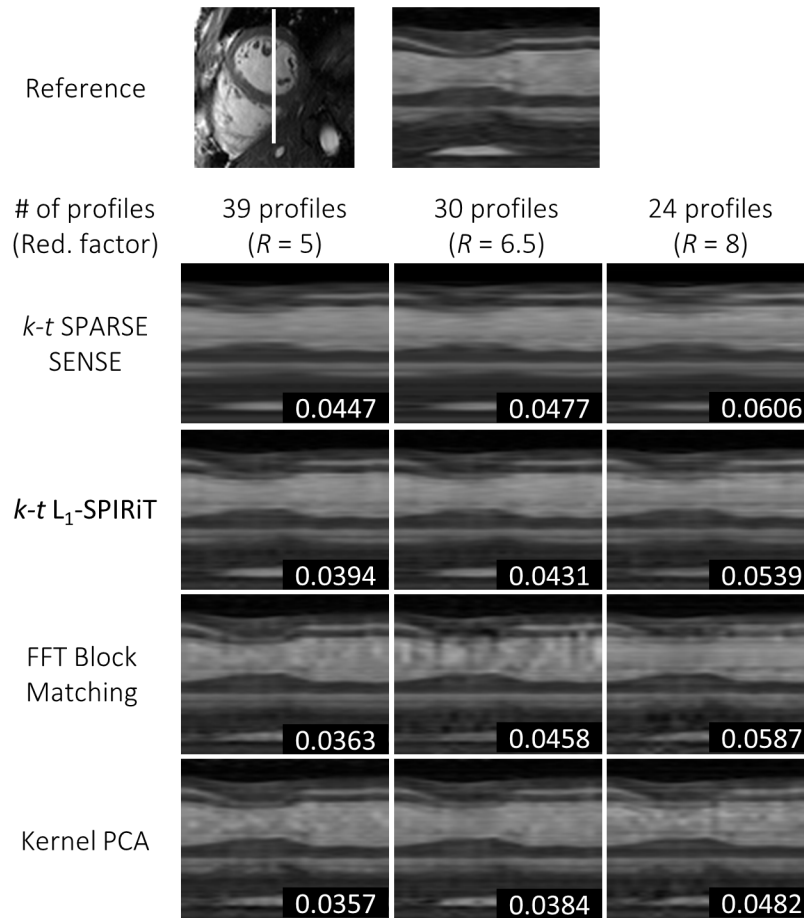 Reference
# of profiles
(Red. factor)
39 profiles
(R = 5)
30 profiles
(R = 6.5)
24 profiles
(R = 8)
k-t SPARSE
SENSE
0.0447
0.0477
0.0606
k-t L₁-SPIRiT
0.0394
0.0431
0.0539
FFT Block
Matching
0.0363
0.0458
0.0587
Kernel PCA
0.0357
0.0384
0.0482